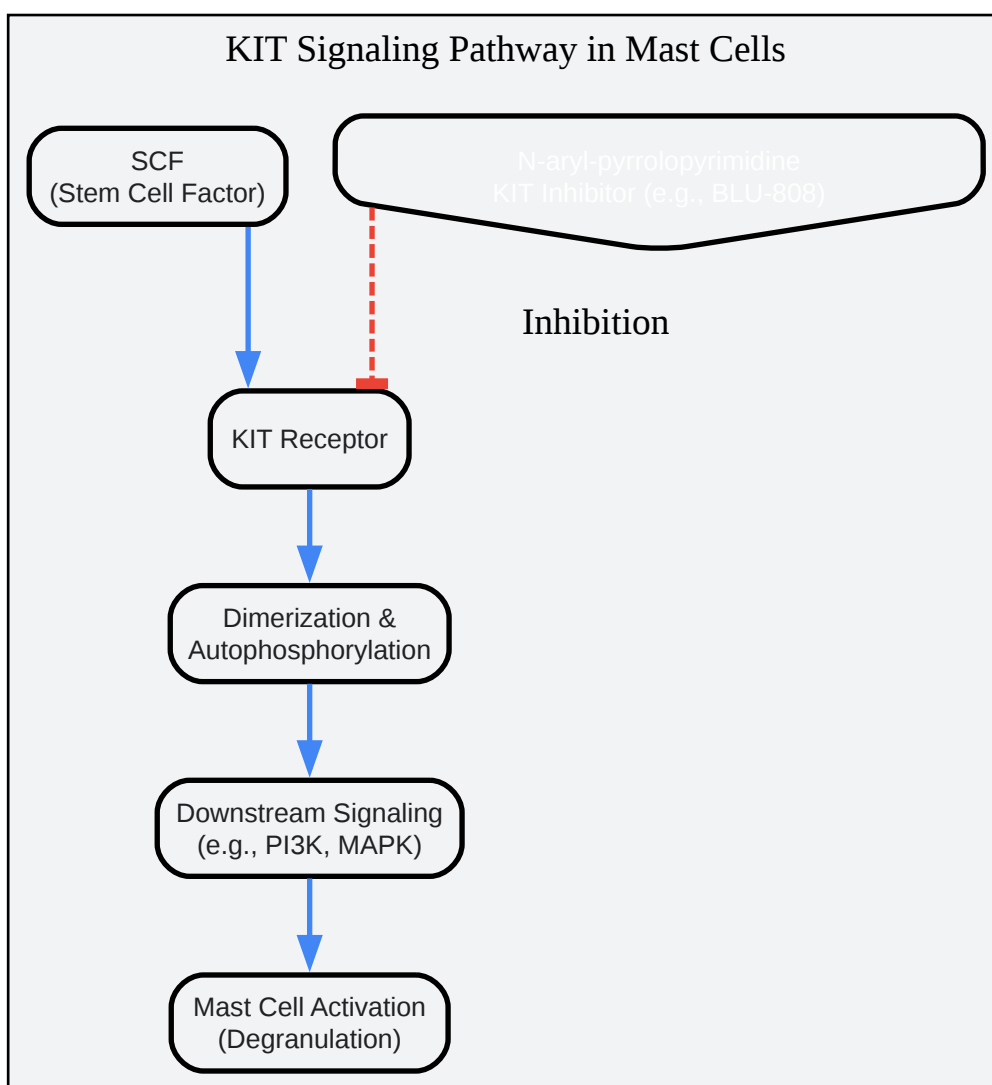 KIT Signaling Pathway in Mast Cells
SCF
(Stem Cell Factor)
N-aryl-pyrrolopyrimidine
KIT Inhibitor (e.g., BLU-808)
Inhibition
KIT Receptor
Dimerization &
Autophosphorylation
Downstream Signaling
(e.g., PI3K, MAPK)
Mast Cell Activation
(Degranulation)